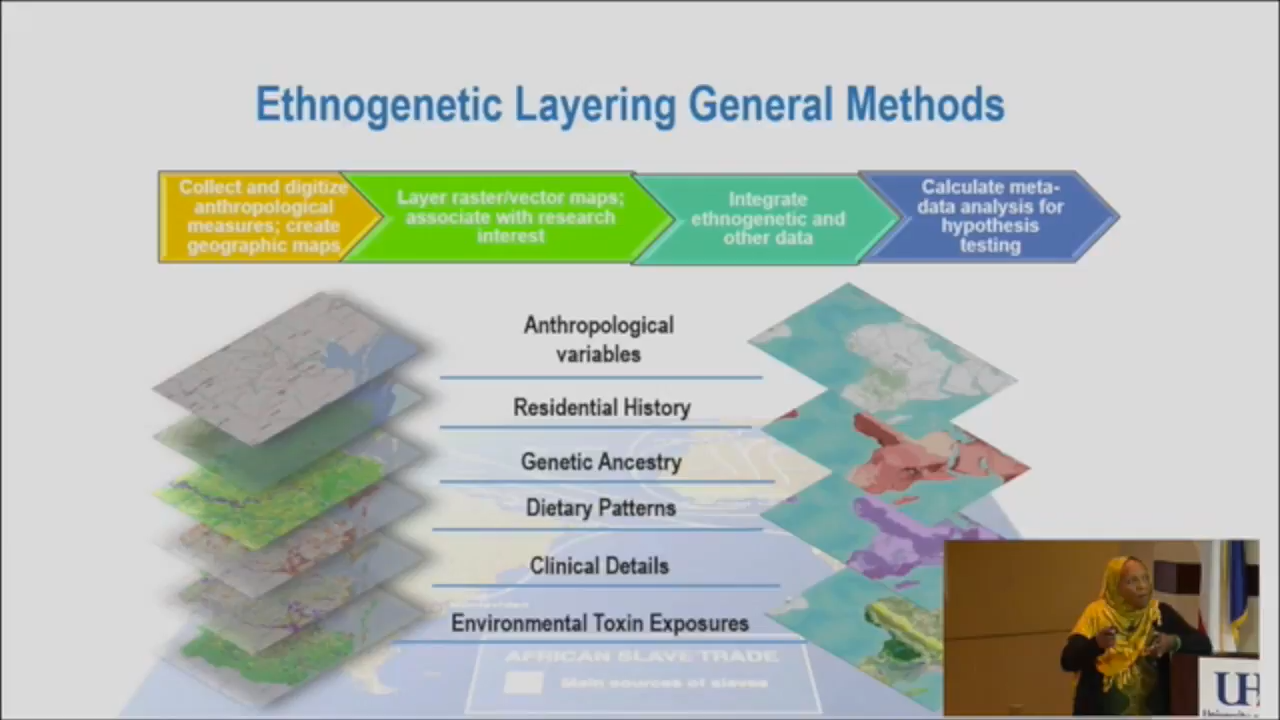 Ethnogenetic Layering General Methods
Collect and digitize
anthropological
measures; create
geographic maps
Layer raster/vector maps;
associate with research
interest
Integrate
ethnogenetic and
other data
Calculate meta-
data analysis for
hypothesis
testing
Anthropological
variables
Residential History
Genetic Ancestry
Dietary Patterns
Clinical Details
Environmental Toxin Exposures
AFRICAN SLAVE TRADE
Main sources of slaves
UH